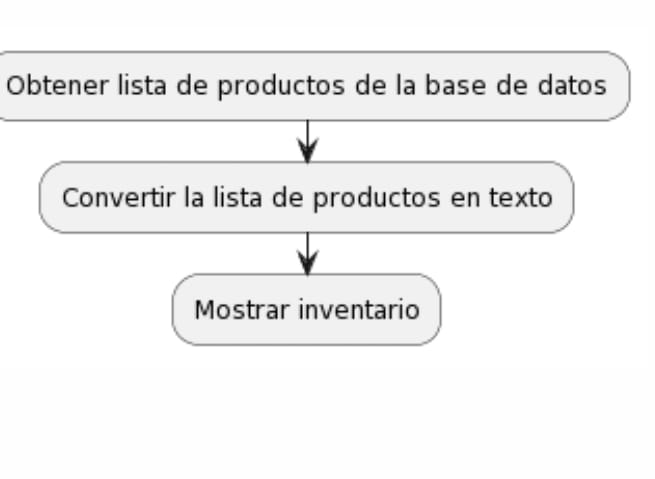 Obtener lista de productos de la base de datos
Convertir la lista de productos en texto
Mostrar inventario